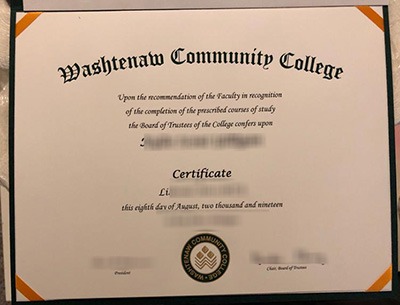 Washtenaw Community College
Upon the recommendation of the Faculty in recognition
of the completion of the prescribed courses of study
the Board of Trustees of the College confers upon
Certificate
this eighth day of August, two thousand and nineteen
WASHTENAW COMMUNITY COLLEGE
President
Chair, Board of Trustees